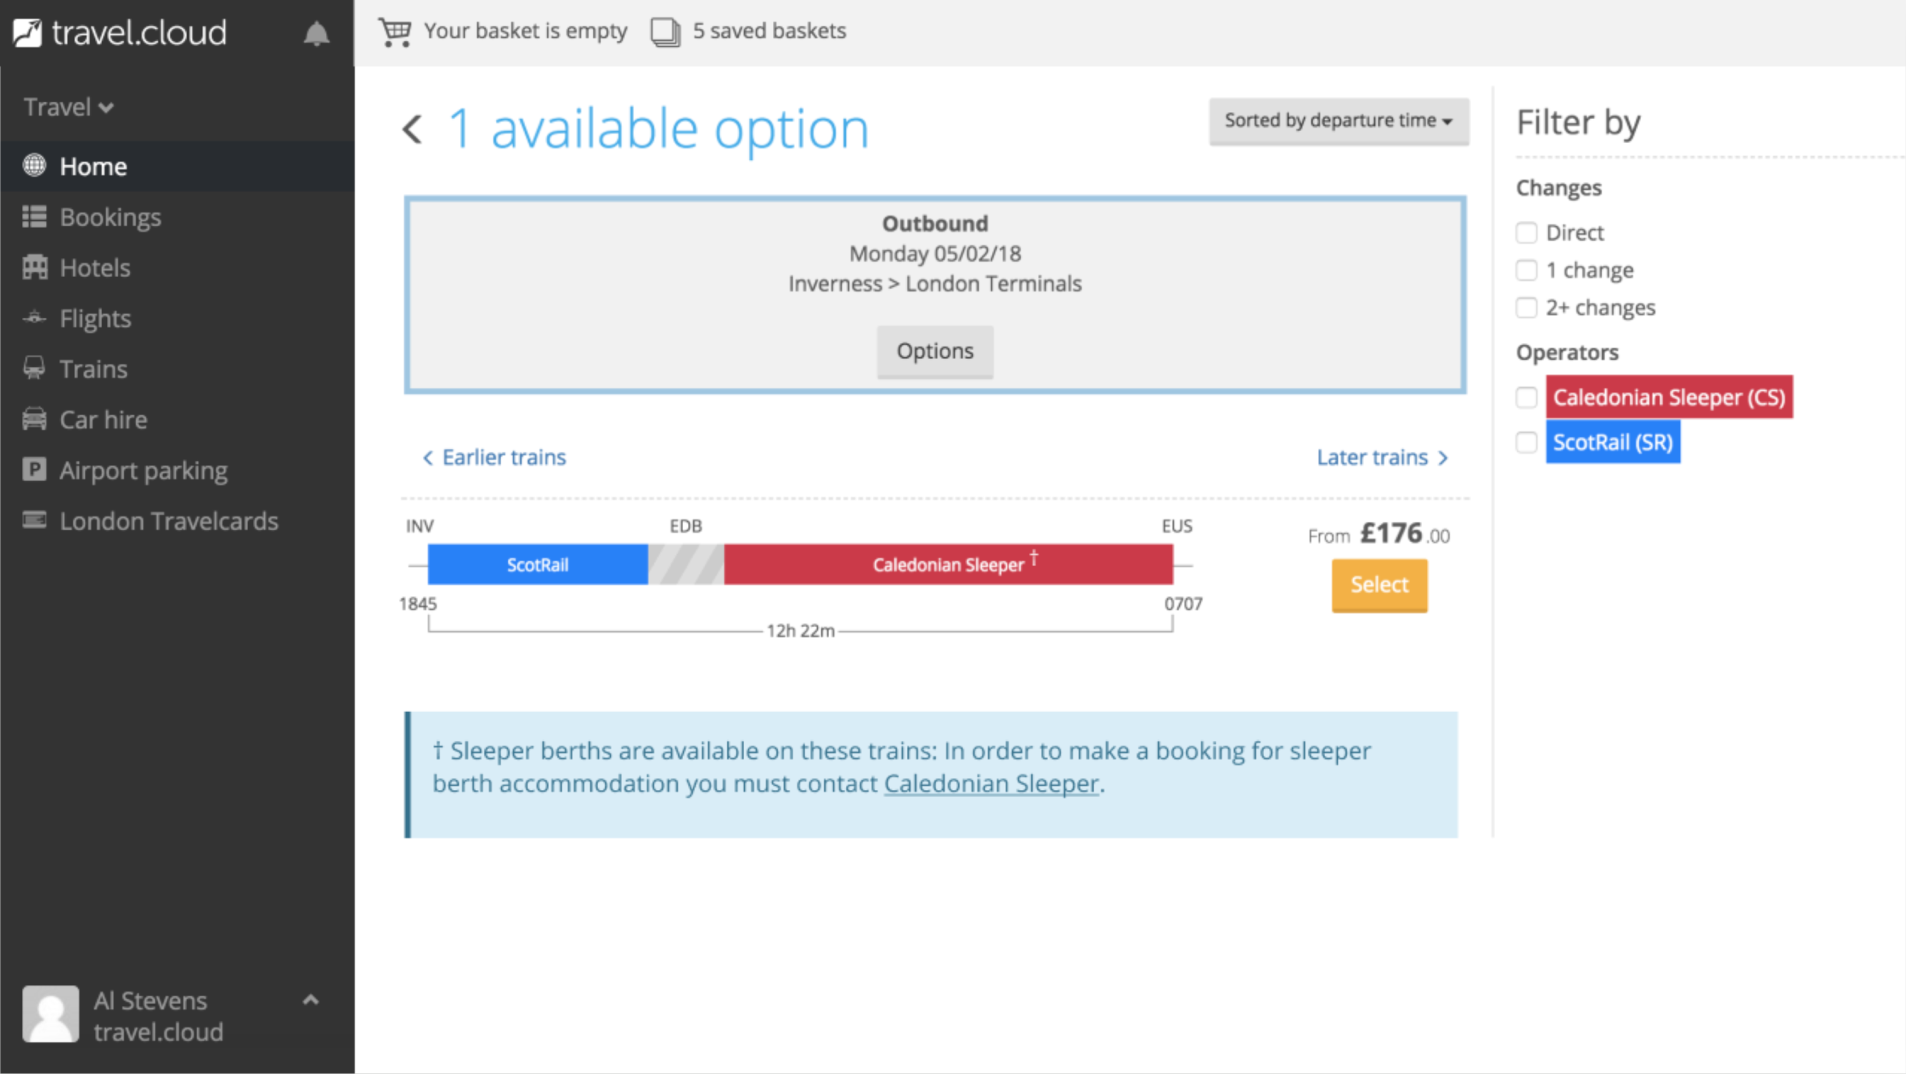 travel.cloud
Your basket is empty
5 saved baskets
Travel
Home
Bookings
Hotels
Flights
Trains
Car hire
P Airport parking
London Travelcards
Al Stevens
travel.cloud
1 available option
Sorted by departure time
Outbound
Monday 05/02/18
Inverness > London Terminals
Options
Earlier trains
Later trains
INV EDB EUS
ScotRail Caledonian Sleeper †
1845 0707
12h 22m
From £176.00
Select
† Sleeper berths are available on these trains: In order to make a booking for sleeper
berth accommodation you must contact Caledonian Sleeper.
Filter by
Changes
Direct
1 change
2+ changes
Operators
Caledonian Sleeper (CS)
ScotRail (SR)